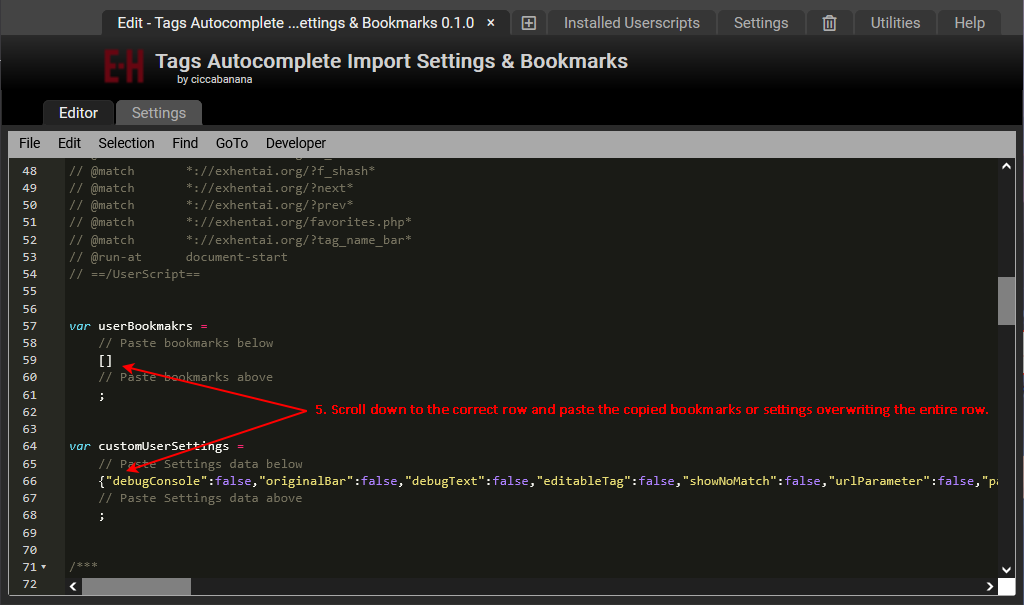 Edit - Tags Autocomplete ...ettings & Bookmarks 0.1.0 ×
Installed Userscripts
Settings
Utilities
Help
E-H
Tags Autocomplete Import Settings & Bookmarks
by ciccabanana
Editor
Settings
File Edit Selection Find GoTo Developer
48 // @match *://exhentai.org/?f_shash*
49 // @match *://exhentai.org/?next*
50 // @match *://exhentai.org/?prev*
51 // @match *://exhentai.org/favorites.php*
52 // @match *://exhentai.org/?tag_name_bar*
53 // @run-at document-start
54 // ==/UserScript==
55
56
57 var userBookmakrs =
58 // Paste bookmarks below
59 []
60 // Paste bookmarks above
61 ;
5. Scroll down to the correct row and paste the copied bookmarks or settings overwriting the entire row.
62
63
64 var customUserSettings =
65 // Paste Settings data below
66 {"debugConsole":false,"originalBar":false,"debugText":false,"editableTag":false,"showNoMatch":false,"urlParameter":false,"pa
67 // Paste Settings data above
68 ;
69
70
71 /***
72